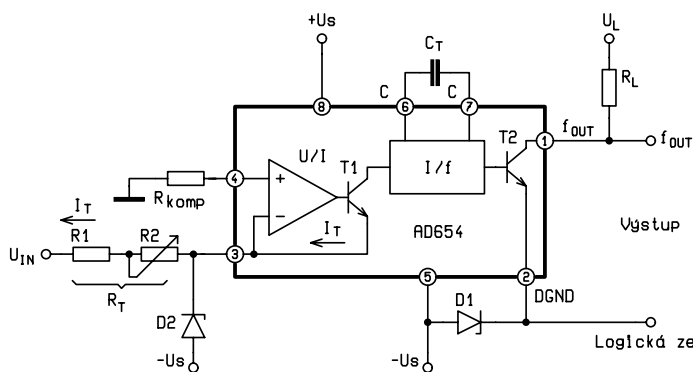 +Us
C_T
U_L
R_L
C
C
8
6
7
U/I
T1
I/f
T2
1
f_OUT
f_OUT
4
+
R_komp
−
I_T
I_T
AD654
Výstup
U_IN
R1
R2
3
R_T
5
2
DGND
D2
D1
-Us
-Us
Logická ze